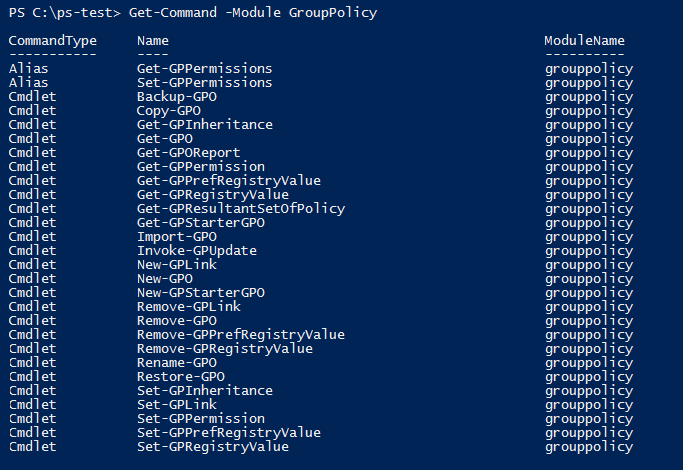 PS C:\ps-test> Get-Command -Module GroupPolicy
CommandType Name ModuleName
----------- ---- ----------
Alias Get-GPPermissions grouppolicy
Alias Set-GPPermissions grouppolicy
Cmdlet Backup-GPO grouppolicy
Cmdlet Copy-GPO grouppolicy
Cmdlet Get-GPInheritance grouppolicy
Cmdlet Get-GPO grouppolicy
Cmdlet Get-GPOReport grouppolicy
Cmdlet Get-GPPermission grouppolicy
Cmdlet Get-GPPrefRegistryValue grouppolicy
Cmdlet Get-GPRegistryValue grouppolicy
Cmdlet Get-GPResultantSetOfPolicy grouppolicy
Cmdlet Get-GPStarterGPO grouppolicy
Cmdlet Import-GPO grouppolicy
Cmdlet Invoke-GPUpdate grouppolicy
Cmdlet New-GPLink grouppolicy
Cmdlet New-GPO grouppolicy
Cmdlet New-GPStarterGPO grouppolicy
Cmdlet Remove-GPLink grouppolicy
Cmdlet Remove-GPO grouppolicy
Cmdlet Remove-GPPrefRegistryValue grouppolicy
Cmdlet Remove-GPRegistryValue grouppolicy
Cmdlet Rename-GPO grouppolicy
Cmdlet Restore-GPO grouppolicy
Cmdlet Set-GPInheritance grouppolicy
Cmdlet Set-GPLink grouppolicy
Cmdlet Set-GPPermission grouppolicy
Cmdlet Set-GPPrefRegistryValue grouppolicy
Cmdlet Set-GPRegistryValue grouppolicy